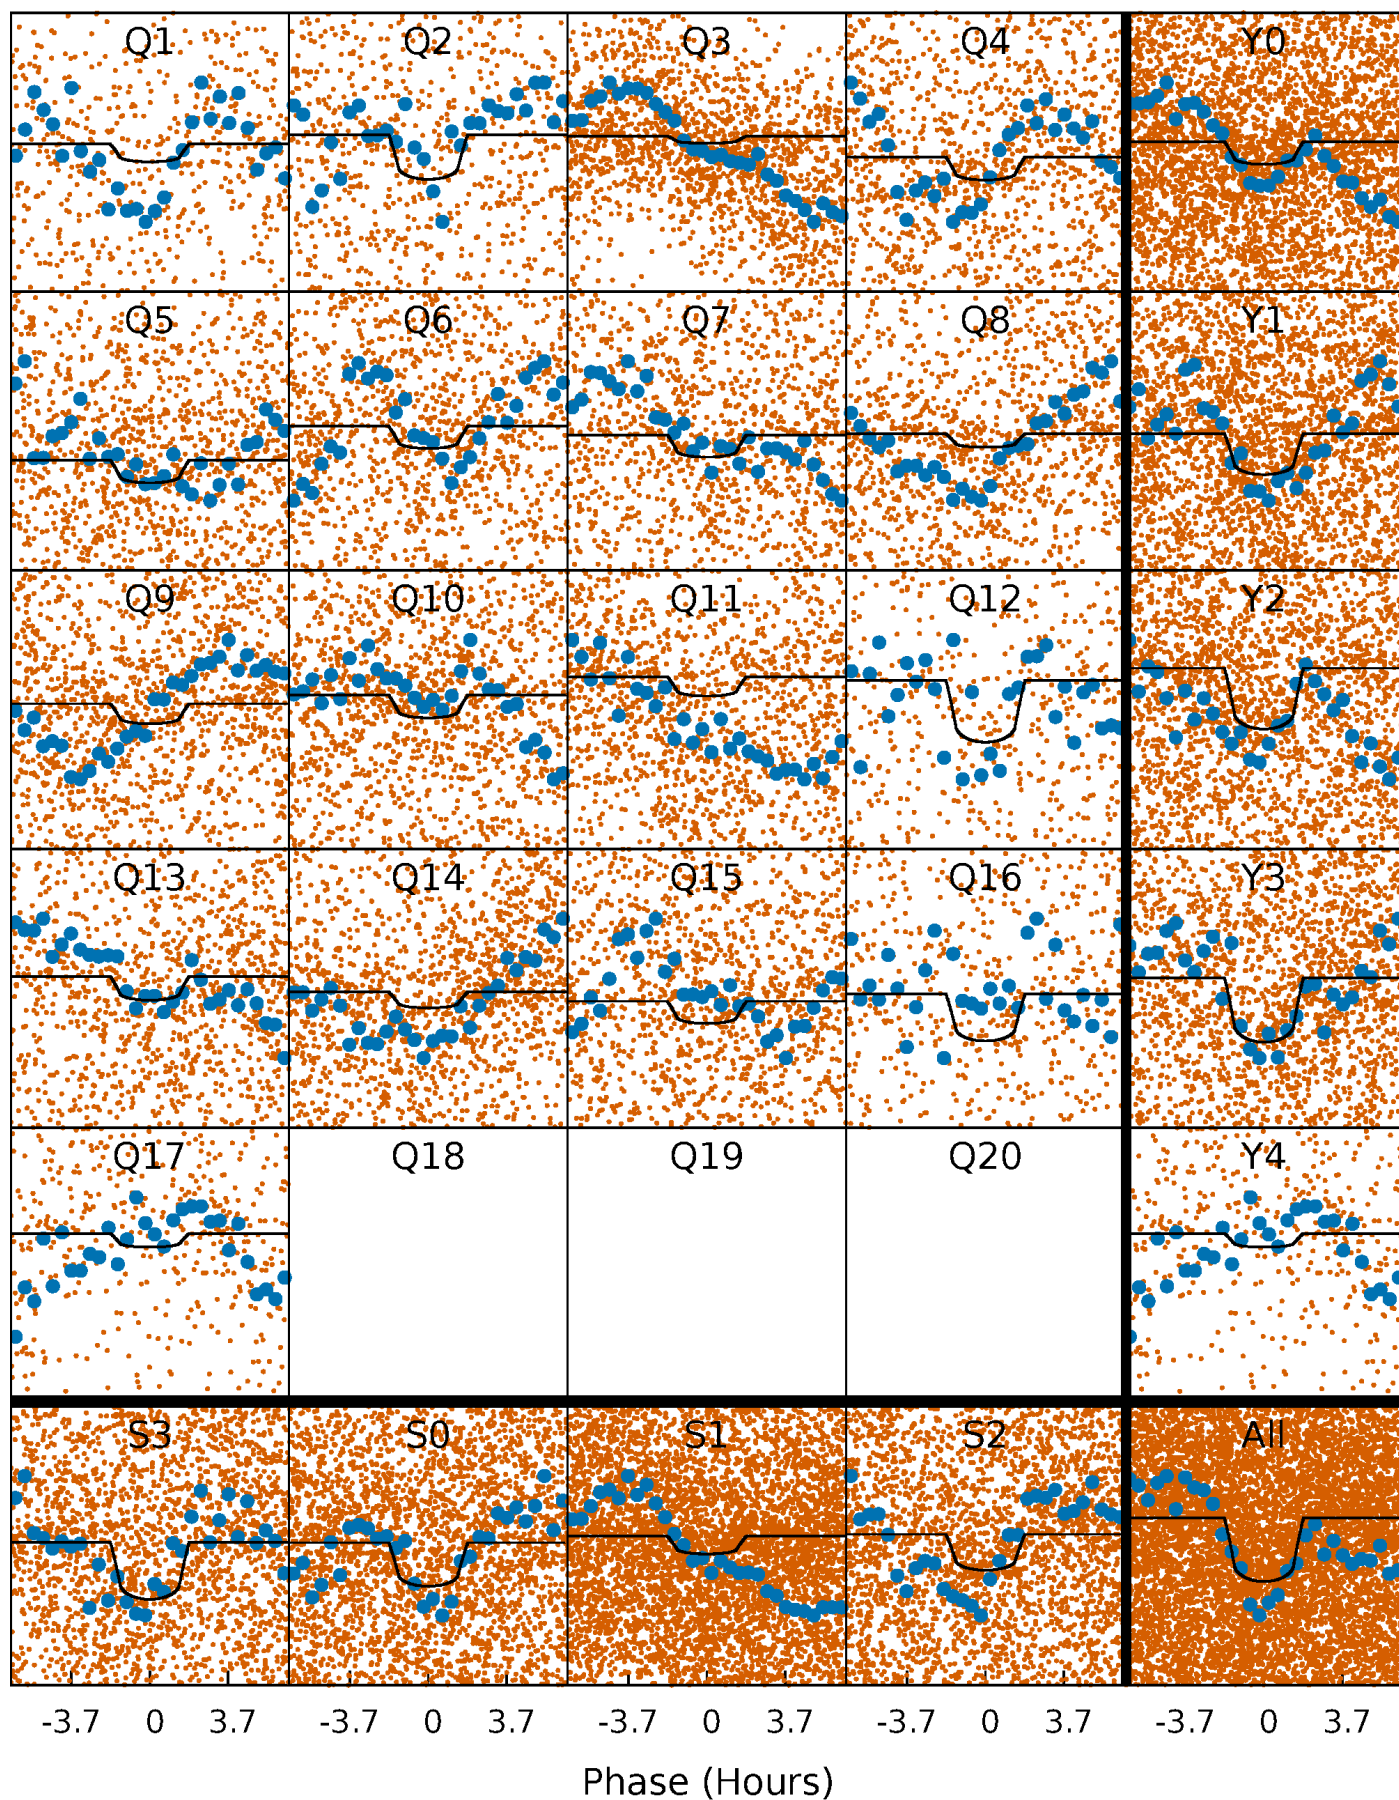 Q1 Q2 Q3 Q4 Y0
Q5 Q6 Q7 Q8 Y1
Q9 Q10 Q11 Q12 Y2
Q13 Q14 Q15 Q16 Y3
Q17 Q18 Q19 Q20 Y4
S3 S0 S1 S2 All
-3.7 0 3.7 -3.7 0 3.7 -3.7 0 3.7 -3.7 0 3.7 -3.7 0 3.7
Phase (Hours)